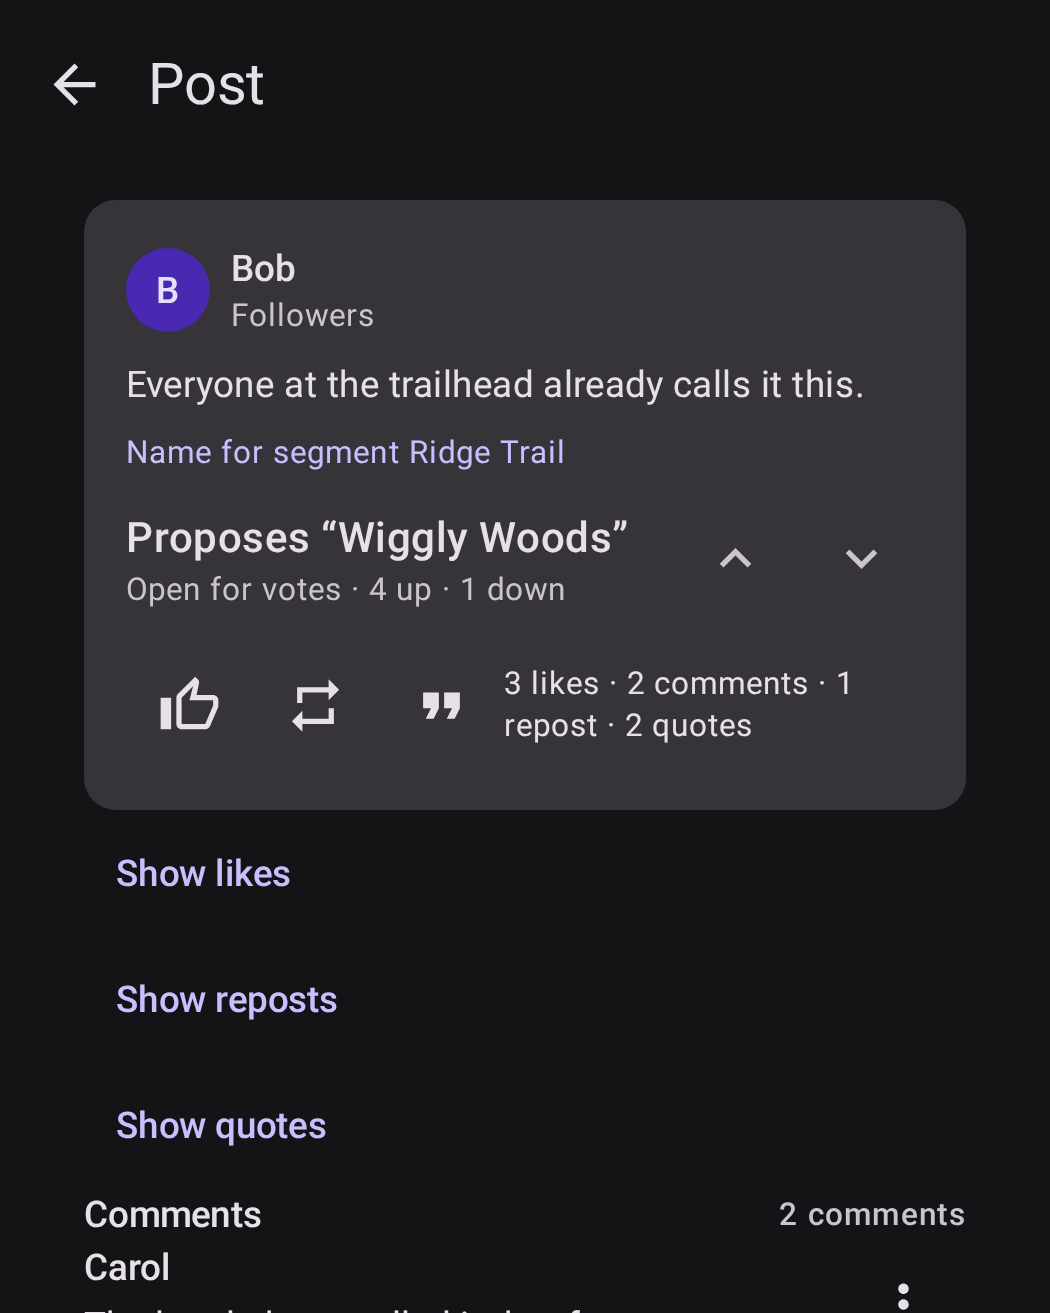 Post
B
Bob
Followers
Everyone at the trailhead already calls it this.
Name for segment Ridge Trail
Proposes “Wiggly Woods”
Open for votes · 4 up · 1 down
3 likes · 2 comments · 1
repost · 2 quotes
Show likes
Show reposts
Show quotes
Comments
2 comments
Carol